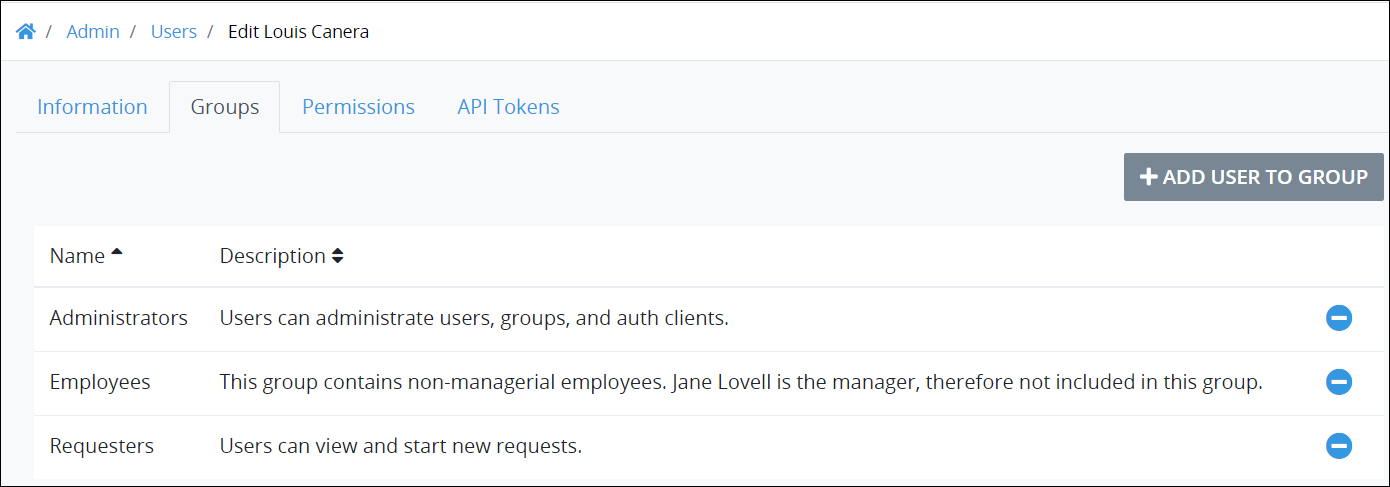 / Admin / Users / Edit Louis Canera
Information Groups Permissions API Tokens
ADD USER TO GROUP
Name Description
Administrators Users can administrate users, groups, and auth clients.
Employees This group contains non-managerial employees. Jane Lovell is the manager, therefore not included in this group.
Requesters Users can view and start new requests.